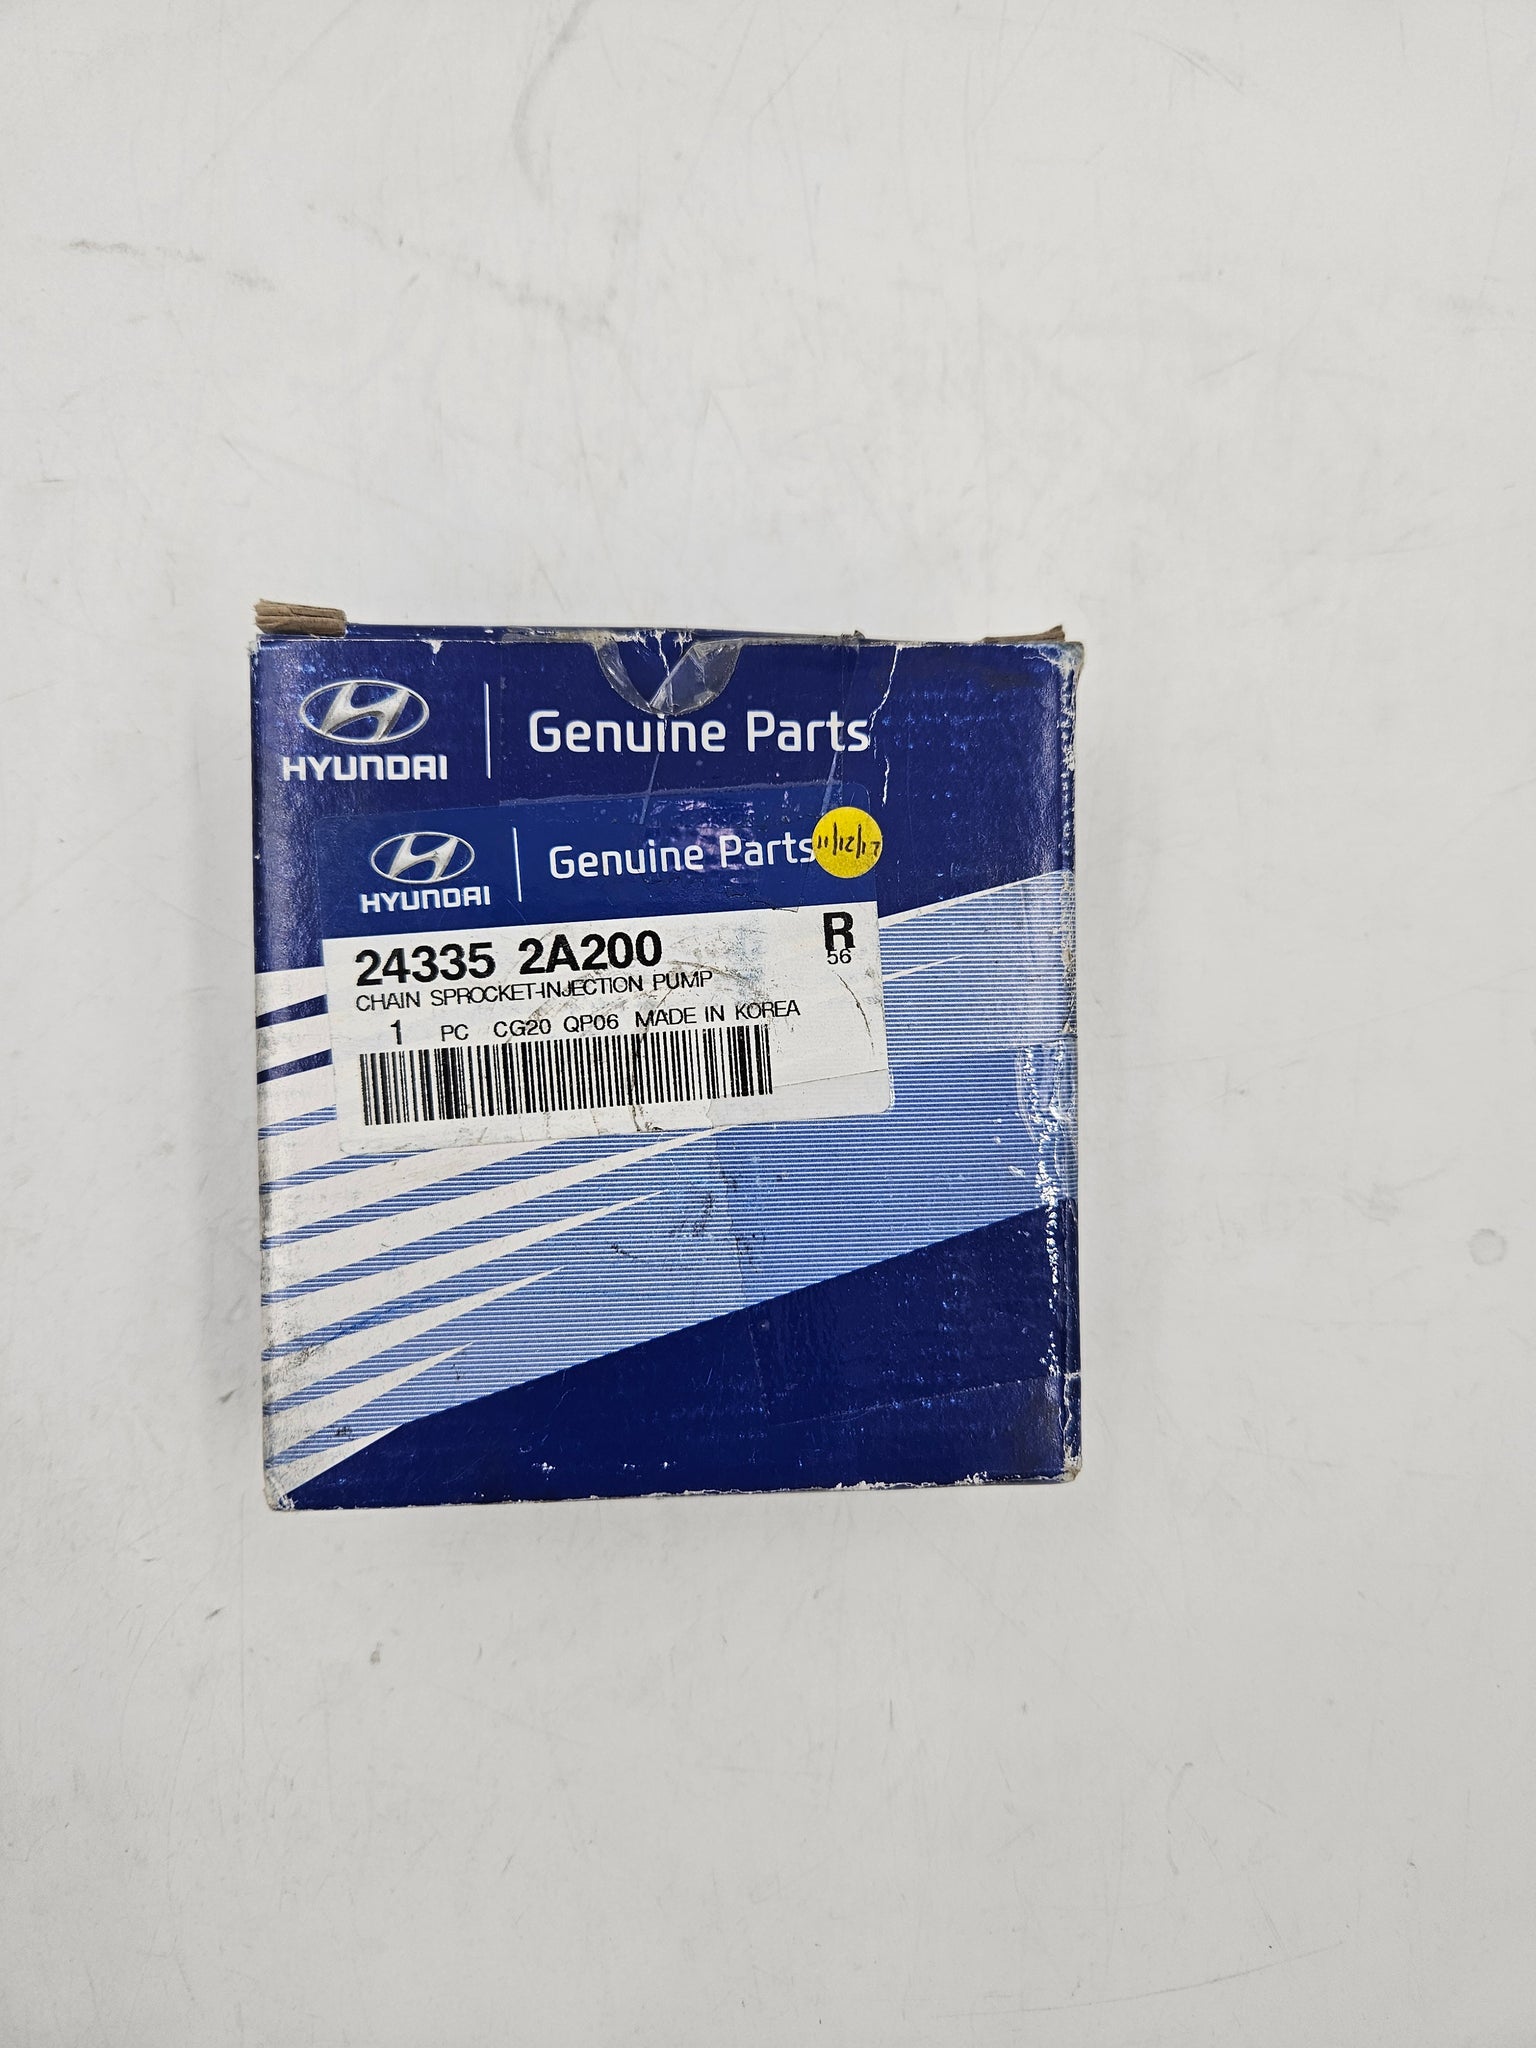 HYUNDAI
Genuine Parts
HYUNDAI
Genuine Parts
11/12/17
24335 2A200
R
56
CHAIN SPROCKET-INJECTION PUMP
1 PC CG20 QP06 MADE IN KOREA